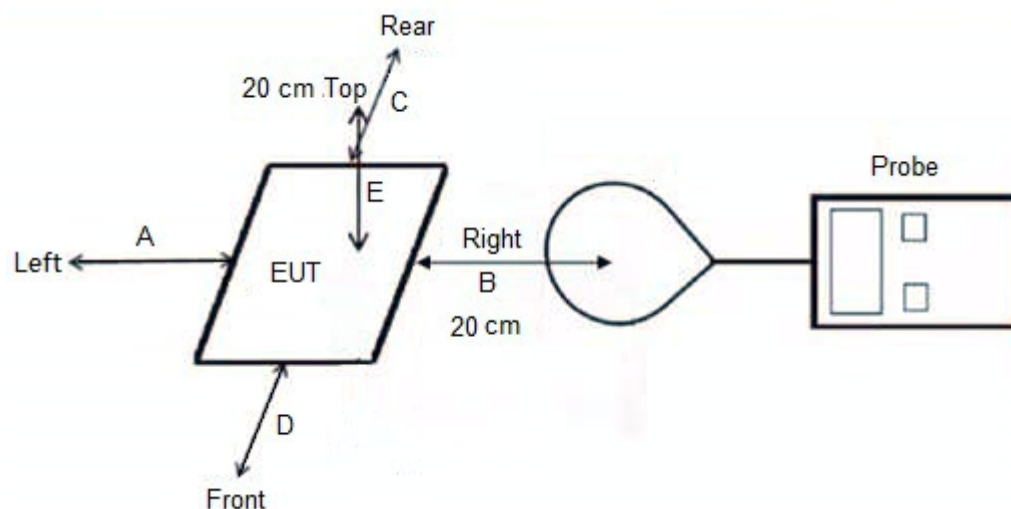 Rear
20 cm .Top
C
Probe
E
A
Right
Left
EUT
B
20 cm
D
Front